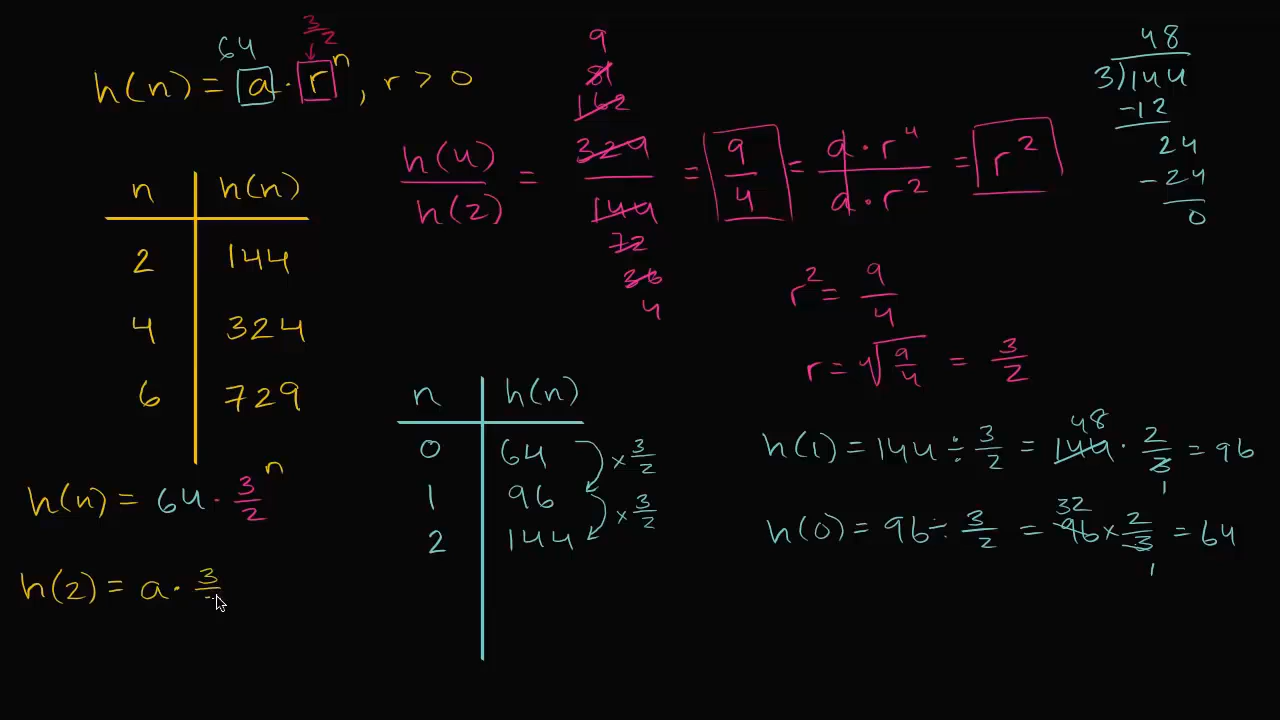 64
3/2
h(n) = a · r^n , r > 0
n h(n)
2 144
4 324
6 729
h(n) = 64 · 3/2^n
h(2) = a · 3/
9
81
162
324
h(4)/h(2) = 324/144 = 9/4 = a · r^4 / a · r^2 = r^2
144
72
36
4
48
3)144
-12
24
-24
0
r^2 = 9/4
r = √9/4 = 3/2
n h(n)
0 64
× 3/2
1 96
× 3/2
2 144
48
h(1) = 144 ÷ 3/2 = 144 · 2/3 = 96
1
32
h(0) = 96 ÷ 3/2 = 96 × 2/3 = 64
1